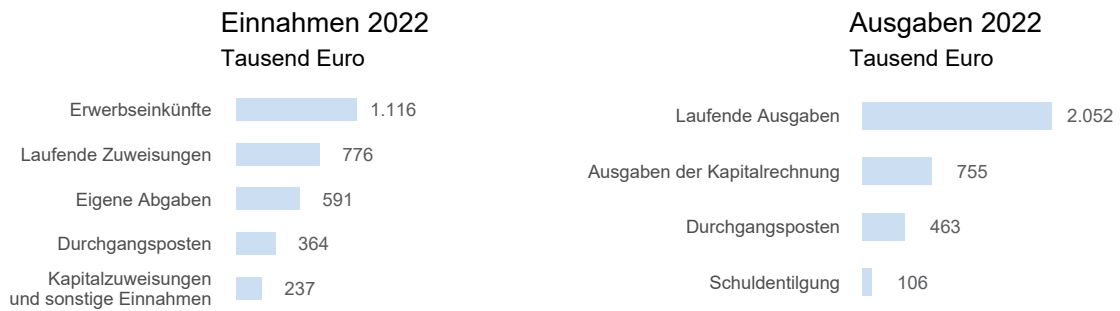 Einnahmen 2022
Tausend Euro
Erwerbseinkünfte 1.116
Laufende Zuweisungen 776
Eigene Abgaben 591
Durchgangsposten 364
Kapitalzuweisungen
und sonstige Einnahmen 237
Ausgaben 2022
Tausend Euro
Laufende Ausgaben 2.052
Ausgaben der Kapitalrechnung 755
Durchgangsposten 463
Schuldentilgung 106